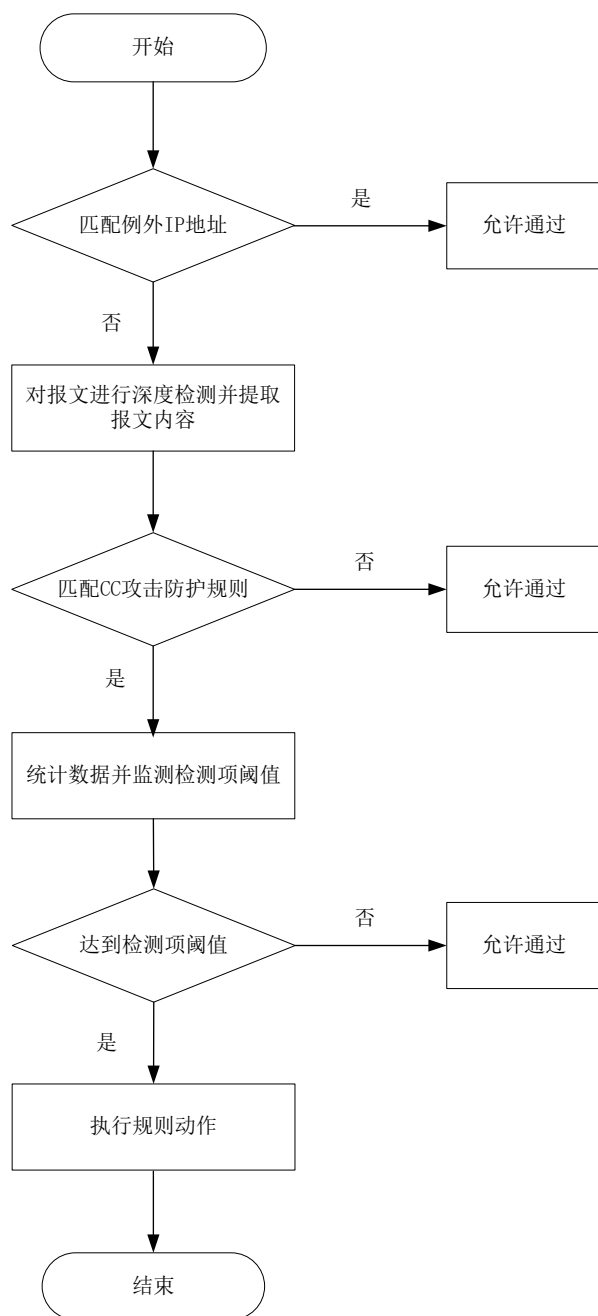 开始
匹配例外IP地址
是
允许通过
否
对报文进行深度检测并提取
报文内容
匹配CC攻击防护规则
否
允许通过
是
统计数据并监测检测项阈值
达到检测项阈值
否
允许通过
是
执行规则动作
结束